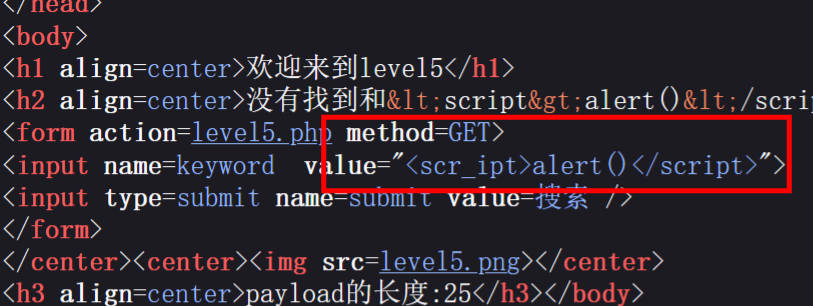 </head>
<body>
<h1 align=center>欢迎来到level5</h1>
<h2 align=center>没有找到和&lt;script&gt;alert()&lt;/scrip
<form action=level5.php method=GET>
<input name=keyword  value="<scr_ipt>alert()</script>">
<input type=submit name=submit value=搜索 />
</form>
</center><center><img src=level5.png></center>
<h3 align=center>payload的长度:25</h3></body>